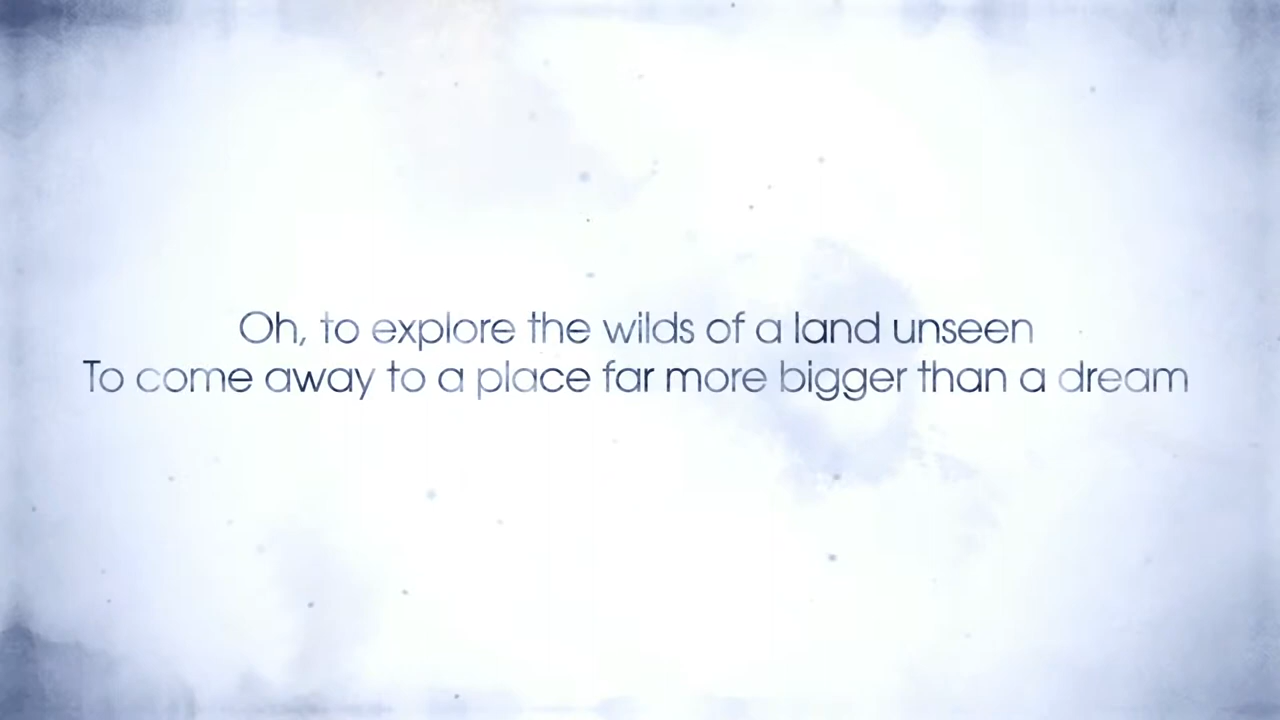 Oh, to explore the wilds of a land unseen
To come away to a place far more bigger than a dream